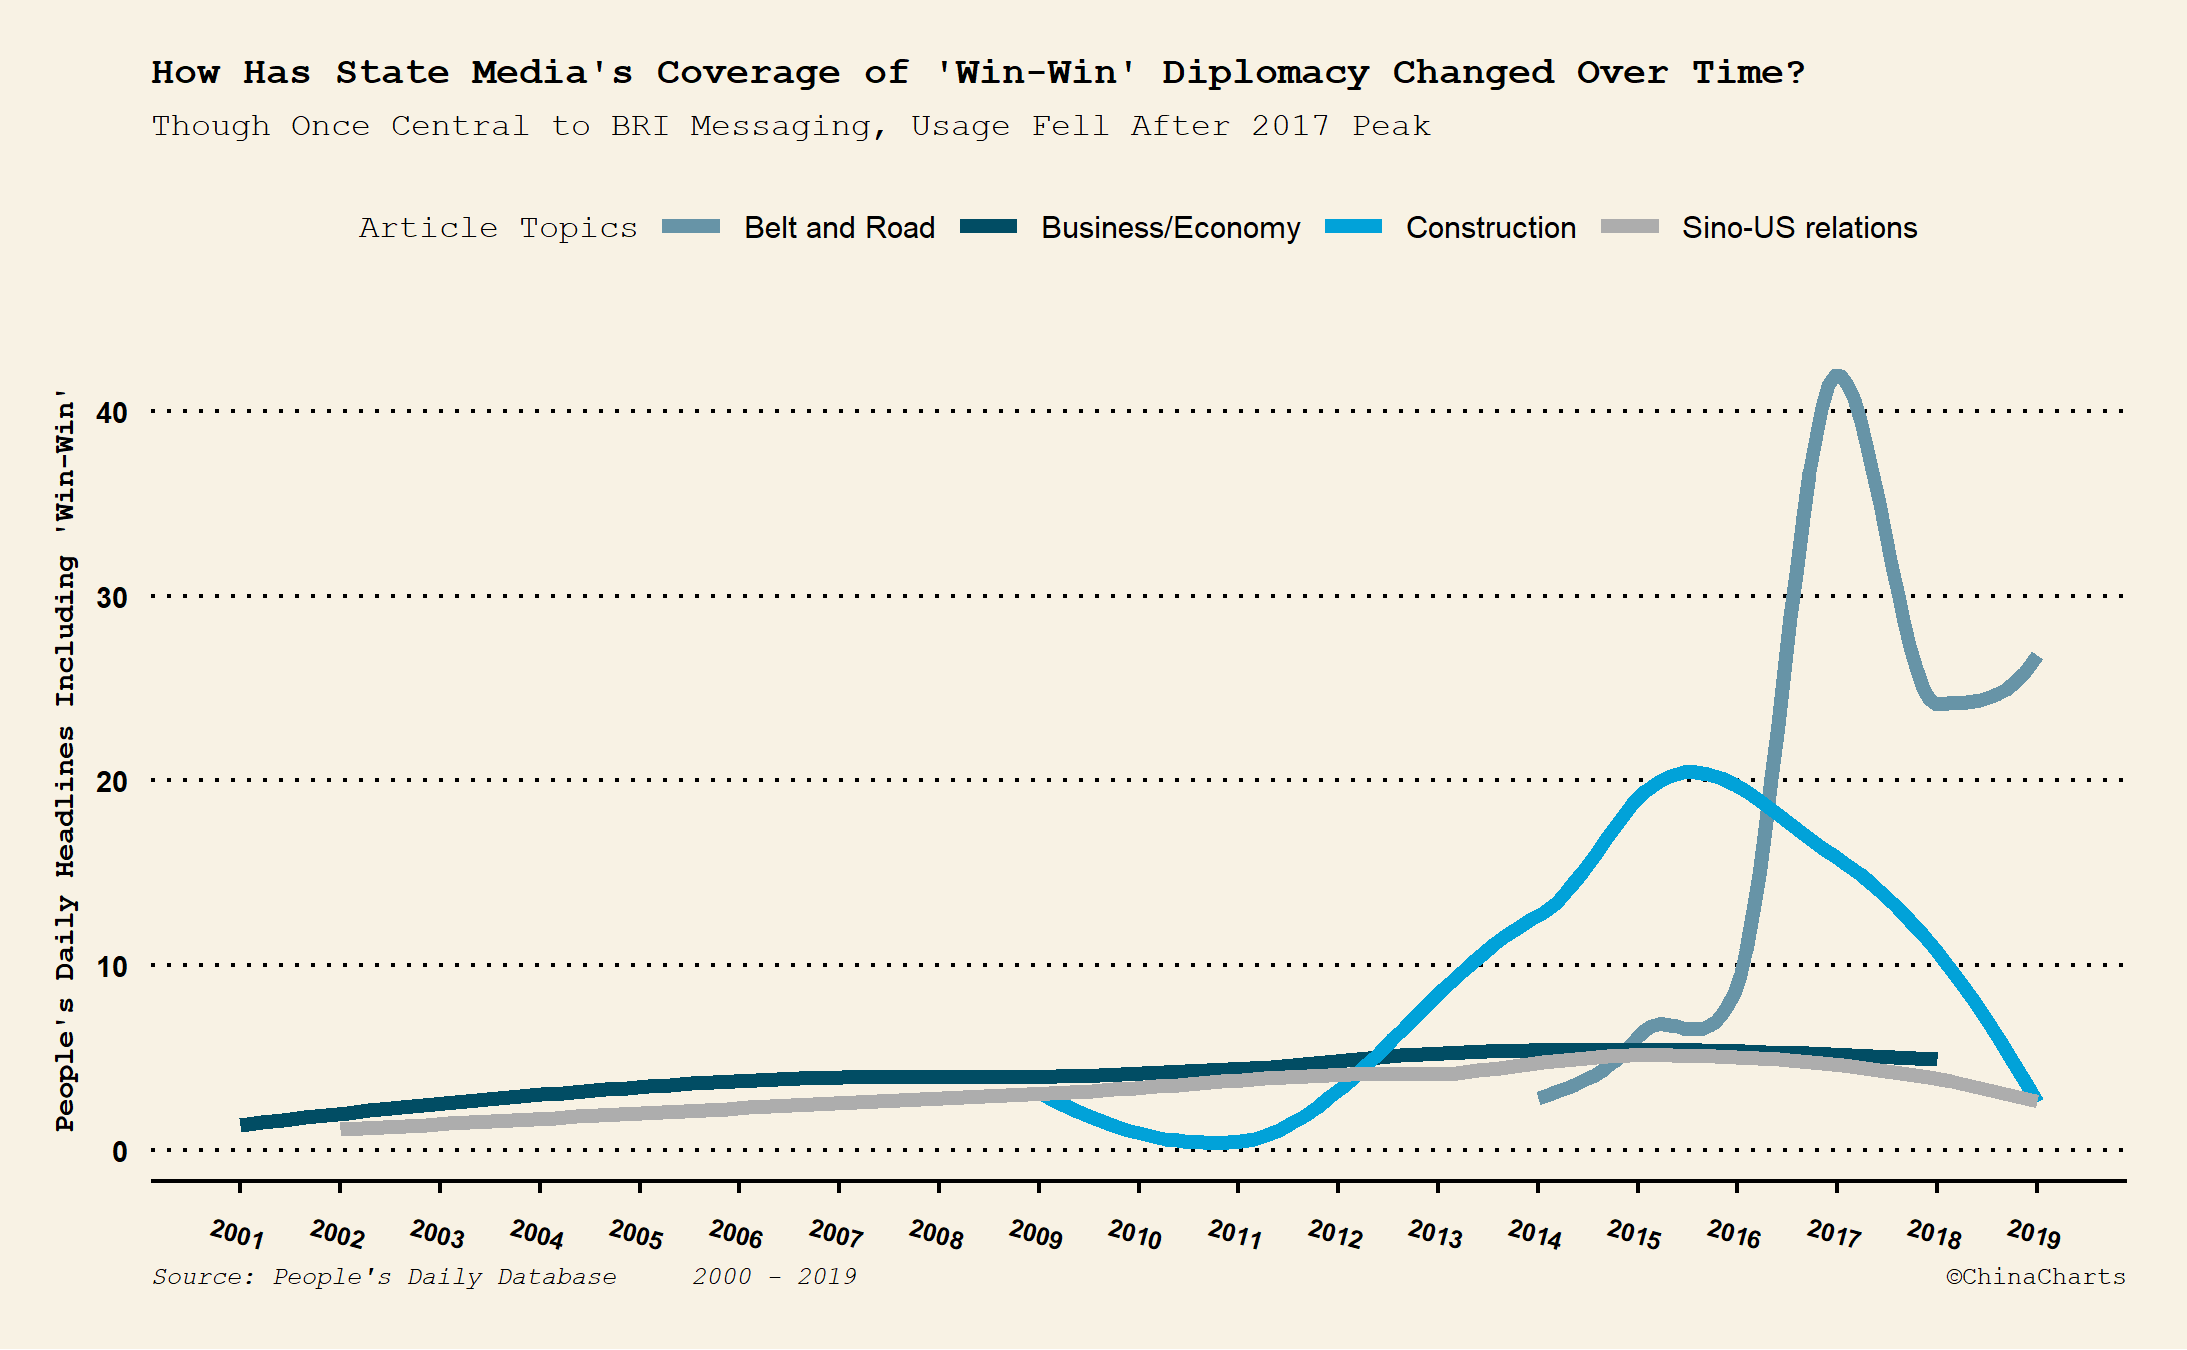 How Has State Media's Coverage of 'Win-Win' Diplomacy Changed Over Time?
Though Once Central to BRI Messaging, Usage Fell After 2017 Peak
Article Topics Belt and Road Business/Economy Construction Sino-US relations
People's Daily Headlines Including 'Win-Win'
40
30
20
10
0
2001 2002 2003 2004 2005 2006 2007 2008 2009 2010 2011 2012 2013 2014 2015 2016 2017 2018 2019
Source: People's Daily Database 2000 - 2019
©ChinaCharts